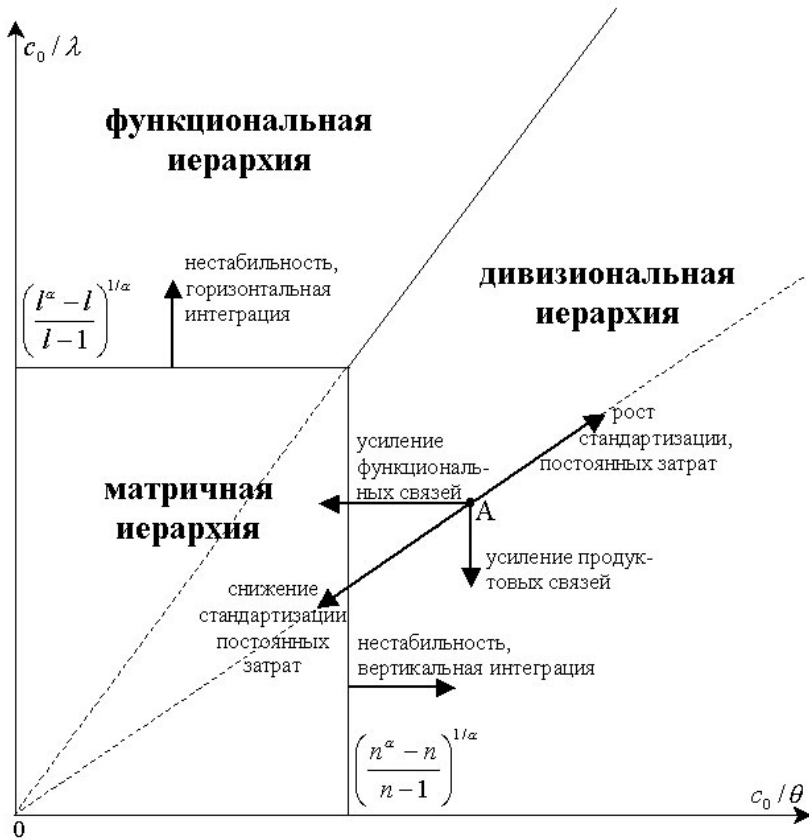 c₀ / λ
функциональная
иерархия
нестабильность,
горизонтальная
интеграция
((l^α − l)/(l − 1))^{1/α}
дивизиональная
иерархия
рост
стандартизации,
постоянных затрат
усиление
функциональ-
ных связей
A
матричная
иерархия
усиление продук-
товых связей
снижение
стандартизации
постоянных
затрат
нестабильность,
вертикальная интеграция
((n^α − n)/(n − 1))^{1/α}
c₀ / θ
0